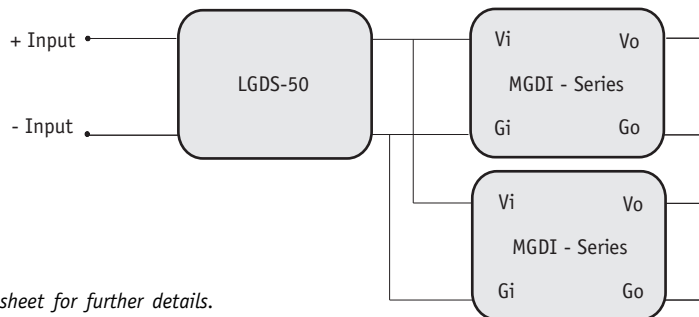 + Input
- Input
LGDS-50
Vi Vo
MGDI - Series
Gi Go
Vi Vo
MGDI - Series
Gi Go
sheet for further details.